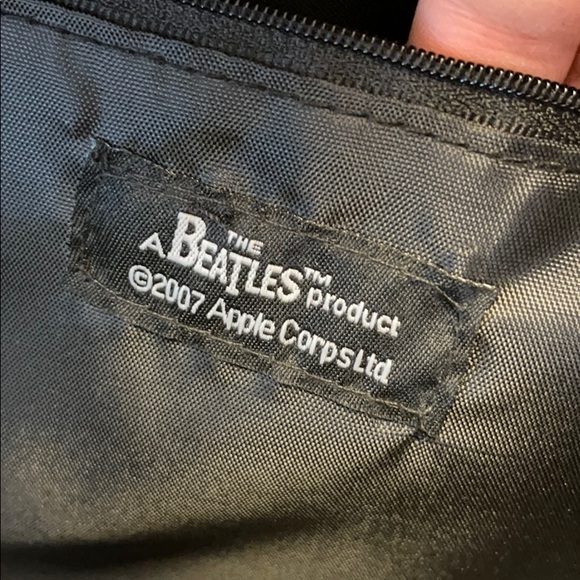 A THE BEATLES™ product
©2007 Apple Corps Ltd